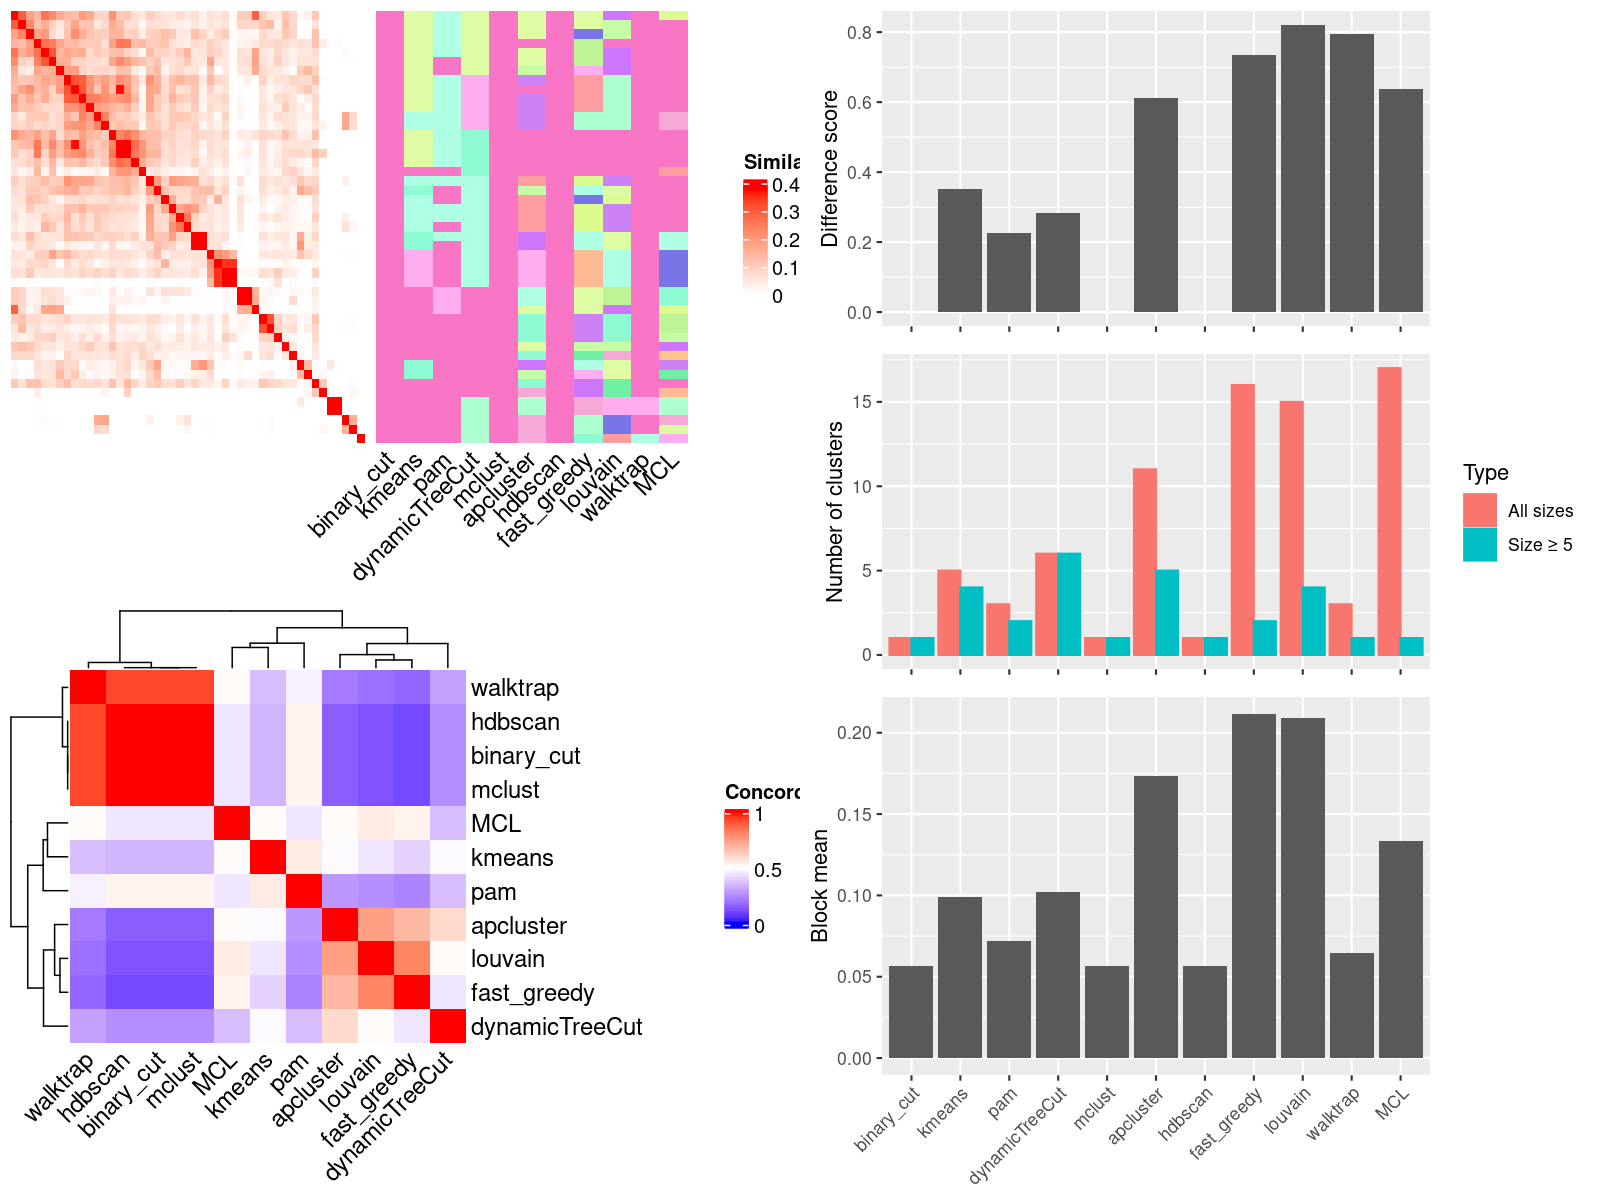 Simila
0.4
0.3
0.2
0.1
0
binary_cut
kmeans
pam
dynamicTreeCut
mclust
apcluster
hdbscan
fast_greedy
louvain
walktrap
MCL
walktrap
hdbscan
binary_cut
mclust
MCL
kmeans
pam
apcluster
louvain
fast_greedy
dynamicTreeCut
walktrap
hdbscan
binary_cut
mclust
MCL
kmeans
pam
apcluster
louvain
fast_greedy
dynamicTreeCut
Concord
1
0.5
0
Difference score
0.8
0.6
0.4
0.2
0.0
Number of clusters
15
10
5
0
Type
All sizes
Size ≥ 5
Block mean
0.20
0.15
0.10
0.05
0.00
binary_cut
kmeans
pam
dynamicTreeCut
mclust
apcluster
hdbscan
fast_greedy
louvain
walktrap
MCL